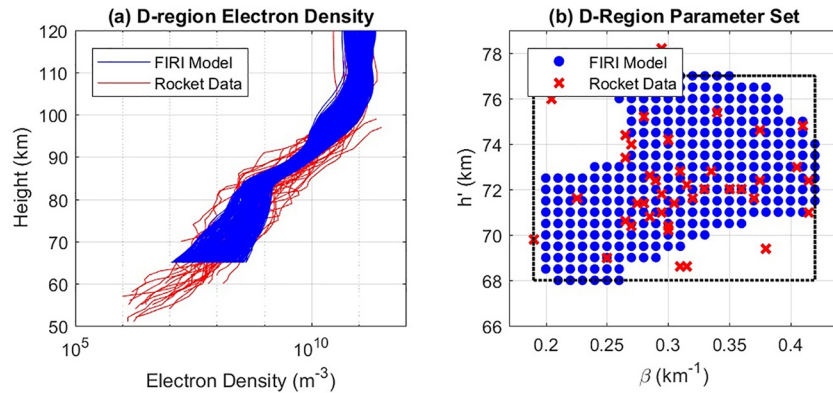 (a) D-region Electron Density
120
110
100
90
80
70
60
50
Height (km)
FIRI Model
Rocket Data
10^5
10^10
Electron Density (m^-3)
(b) D-Region Parameter Set
78
76
74
72
70
68
66
h' (km)
FIRI Model
Rocket Data
0.2
0.25
0.3
0.35
0.4
β (km^-1)